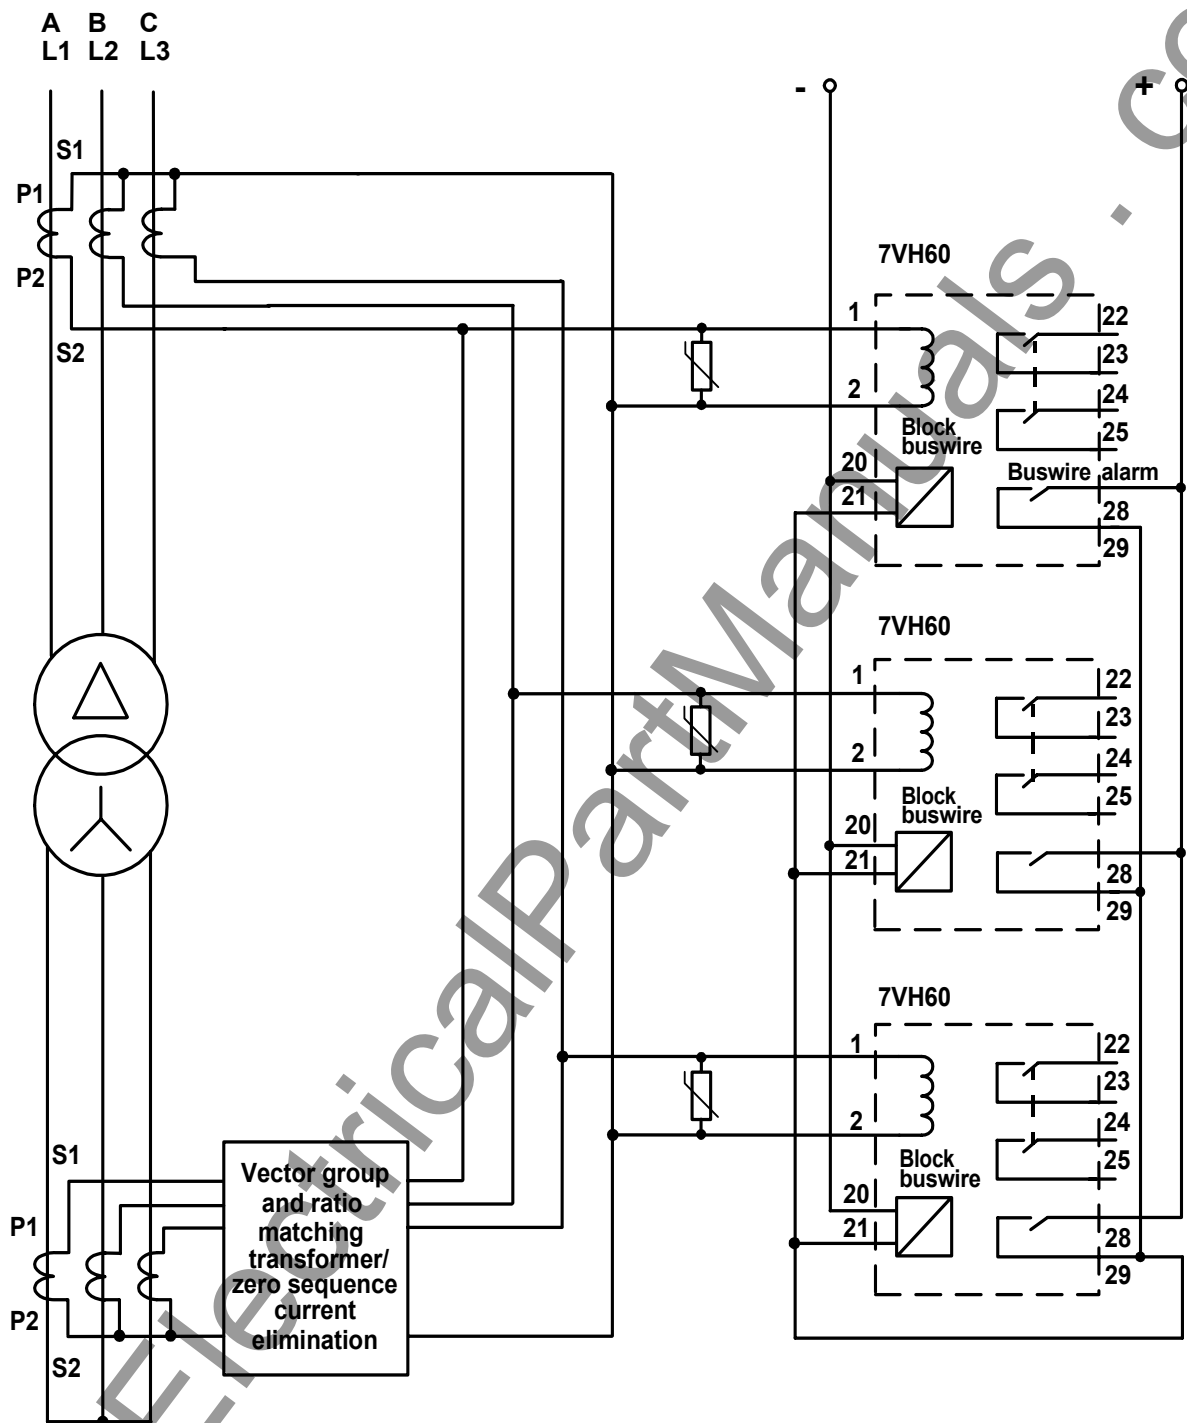 A B C
L1 L2 L3
- +
S1
P1
P2
S2
7VH60
1
2
22
23
24
25
Block
buswire
20
21
Buswire alarm
28
29
7VH60
1
2
22
23
24
25
Block
buswire
20
21
28
29
7VH60
1
2
22
23
24
25
Block
buswire
20
21
28
29
S1
P1
P2
S2
Vector group
and ratio
matching
transformer/
zero sequence
current
elimination
ElectricalPartManuals . co